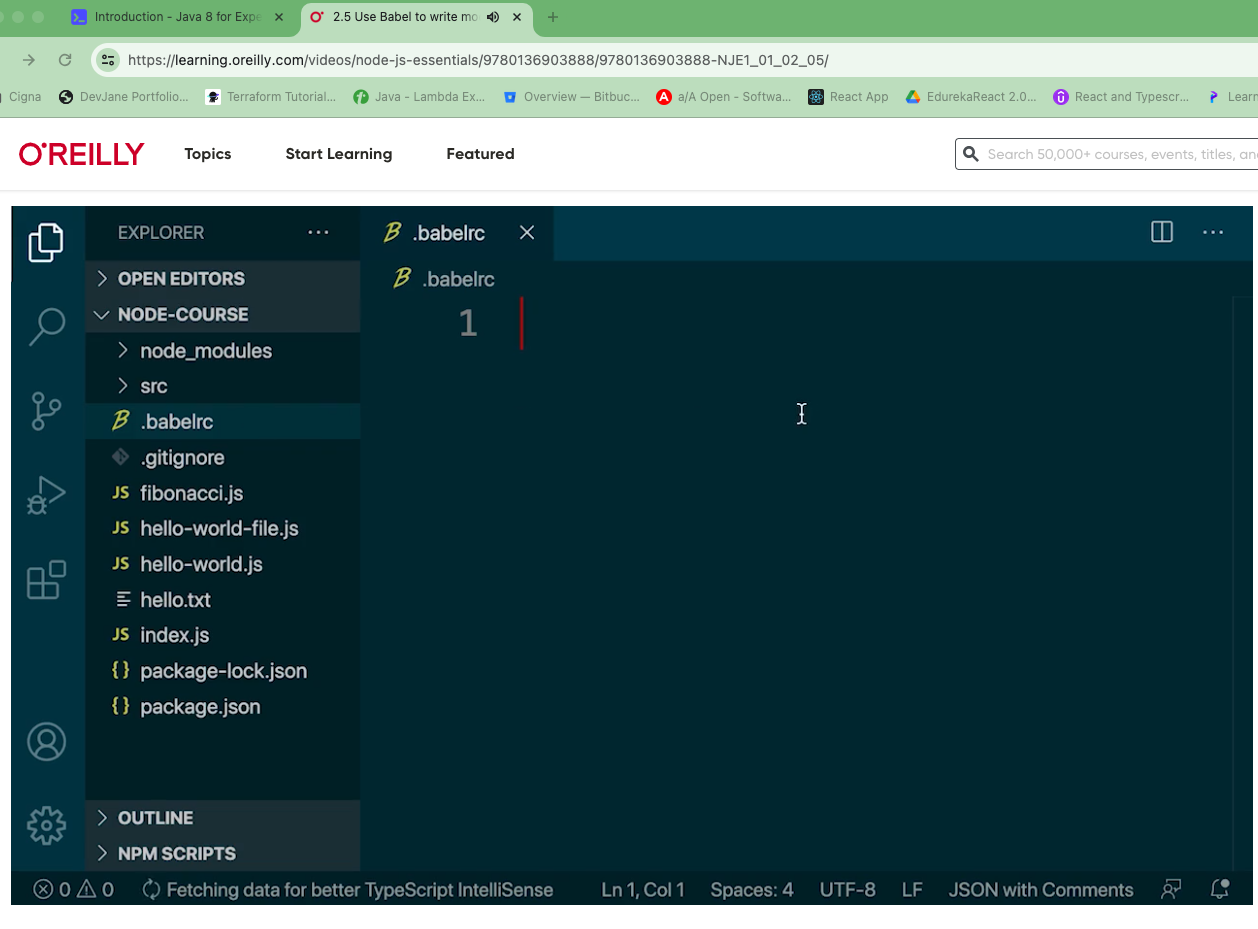 Introduction - Java 8 for Expe
2.5 Use Babel to write mo
https://learning.oreilly.com/videos/node-js-essentials/9780136903888/9780136903888-NJE1_01_02_05/
Cigna DevJane Portfolio... Terraform Tutorial... Java - Lambda Ex... Overview — Bitbuc... a/A Open - Softwa... React App EdurekaReact 2.0... React and Typescr... Learn
O'REILLY Topics Start Learning Featured Search 50,000+ courses, events, titles, an
EXPLORER ··· .babelrc ···
OPEN EDITORS .babelrc
NODE-COURSE 1
node_modules
src
.babelrc
.gitignore
JS fibonacci.js
JS hello-world-file.js
JS hello-world.js
hello.txt
JS index.js
{} package-lock.json
{} package.json
OUTLINE
NPM SCRIPTS
0 0 Fetching data for better TypeScript IntelliSense Ln 1, Col 1 Spaces: 4 UTF-8 LF JSON with Comments